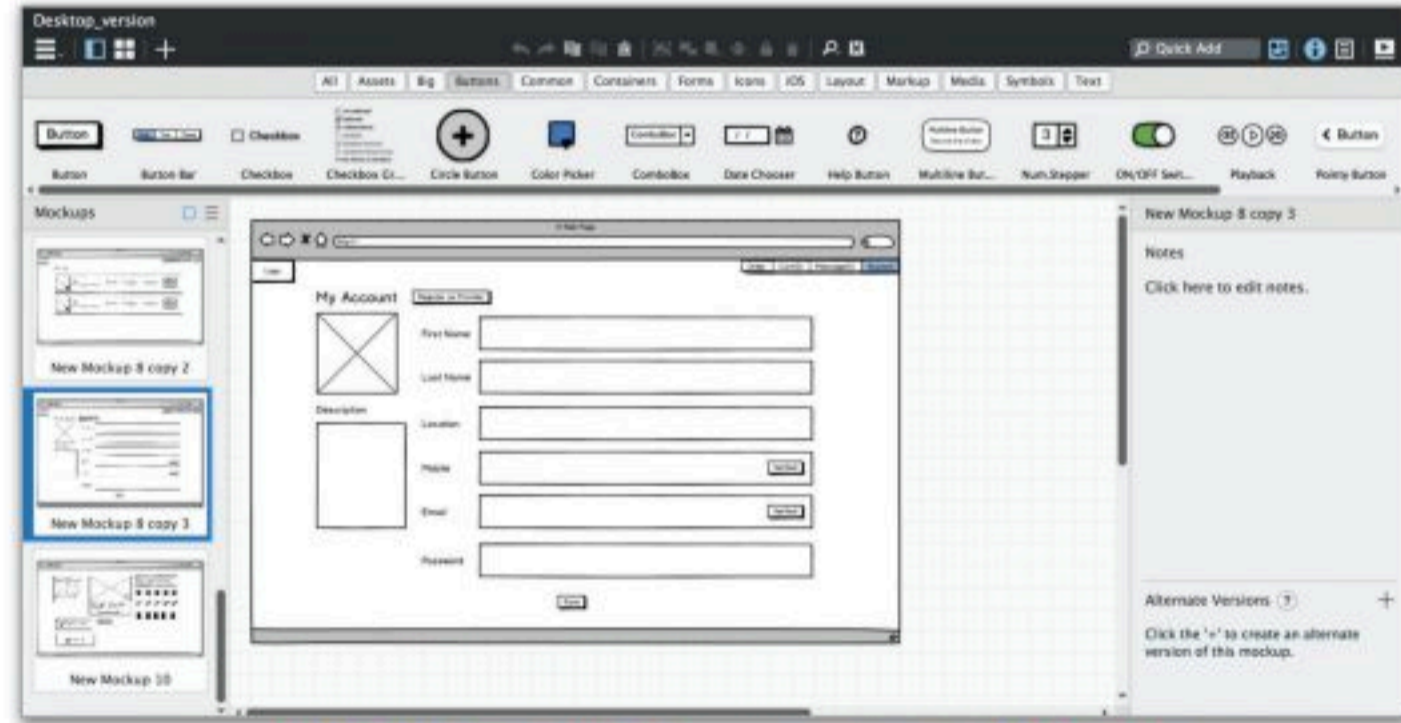 Desktop_version
Quick Add
All Assets Big Buttons Common Containers Forms Icons iOS Layout Markup Media Symbols Text
Button
Checkbox
ComboBox
/ /
3
Button
Button Button Bar Checkbox Checkbox Gr... Circle Button Color Picker ComboBox Date Chooser Help Button Multiline But... Num.Stepper ON/OFF Swit... Playback Pointy Button
Mockups
New Mockup 8 copy 2
New Mockup 8 copy 3
New Mockup 10
A Web Page
My Account
First Name
Last Name
Description
Location
Mobile
Email
Password
New Mockup 8 copy 3
Notes
Click here to edit notes.
Alternate Versions ?
Click the '+' to create an alternate
version of this mockup.